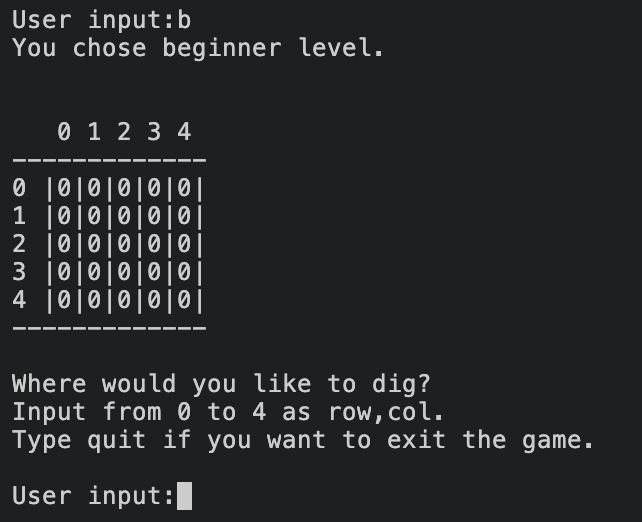 User input:b
You chose beginner level.
   0 1 2 3 4
-------------
0 |0|0|0|0|0|
1 |0|0|0|0|0|
2 |0|0|0|0|0|
3 |0|0|0|0|0|
4 |0|0|0|0|0|
-------------
Where would you like to dig?
Input from 0 to 4 as row,col.
Type quit if you want to exit the game.
User input: